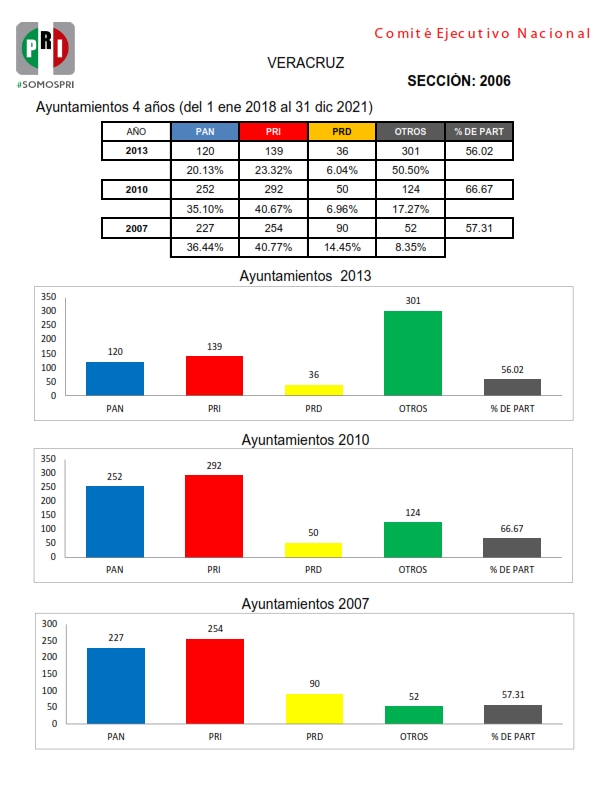 PRI
#SOMOSPRI
Comité Ejecutivo Nacional
VERACRUZ
SECCIÓN: 2006
Ayuntamientos 4 años (del 1 ene 2018 al 31 dic 2021)
AÑO PAN PRI PRD OTROS % DE PART
2013 120 139 36 301 56.02
20.13% 23.32% 6.04% 50.50%
2010 252 292 50 124 66.67
35.10% 40.67% 6.96% 17.27%
2007 227 254 90 52 57.31
36.44% 40.77% 14.45% 8.35%
Ayuntamientos 2013
350
300
250
200
150
100
50
0
120 139 36 301 56.02
PAN PRI PRD OTROS % DE PART
Ayuntamientos 2010
350
300
250
200
150
100
50
0
252 292 50 124 66.67
PAN PRI PRD OTROS % DE PART
Ayuntamientos 2007
300
250
200
150
100
50
0
227 254 90 52 57.31
PAN PRI PRD OTROS % DE PART